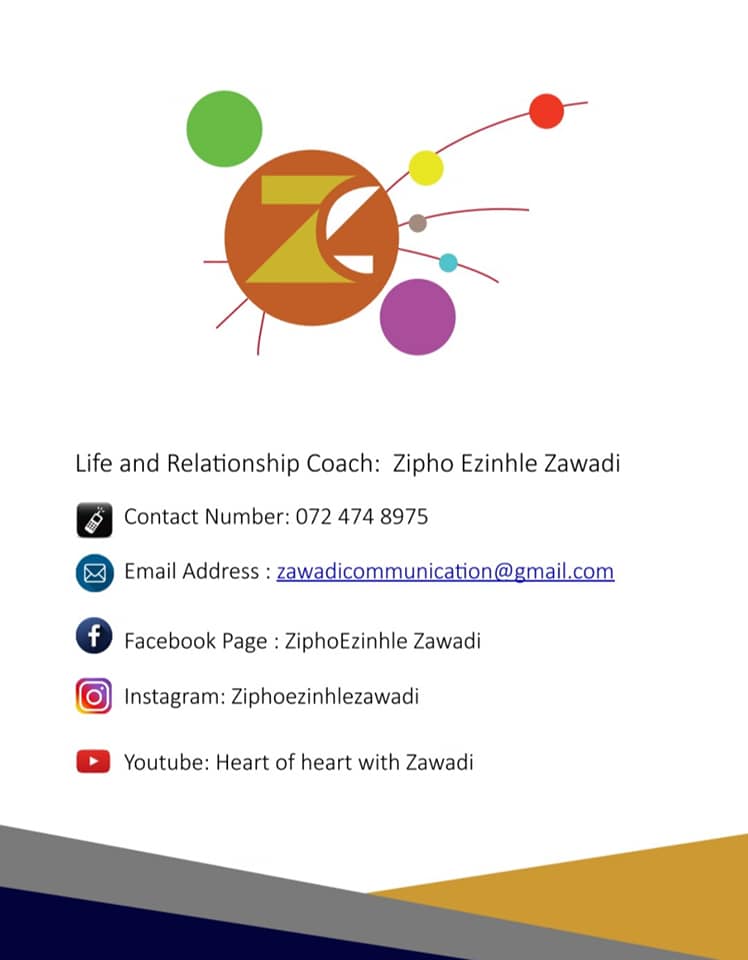 Life and Relationship Coach: Zipho Ezinhle Zawadi
Contact Number: 072 474 8975
Email Address : zawadicommunication@gmail.com
Facebook Page : ZiphoEzinhle Zawadi
Instagram: Ziphoezinhlezawadi
Youtube: Heart of heart with Zawadi